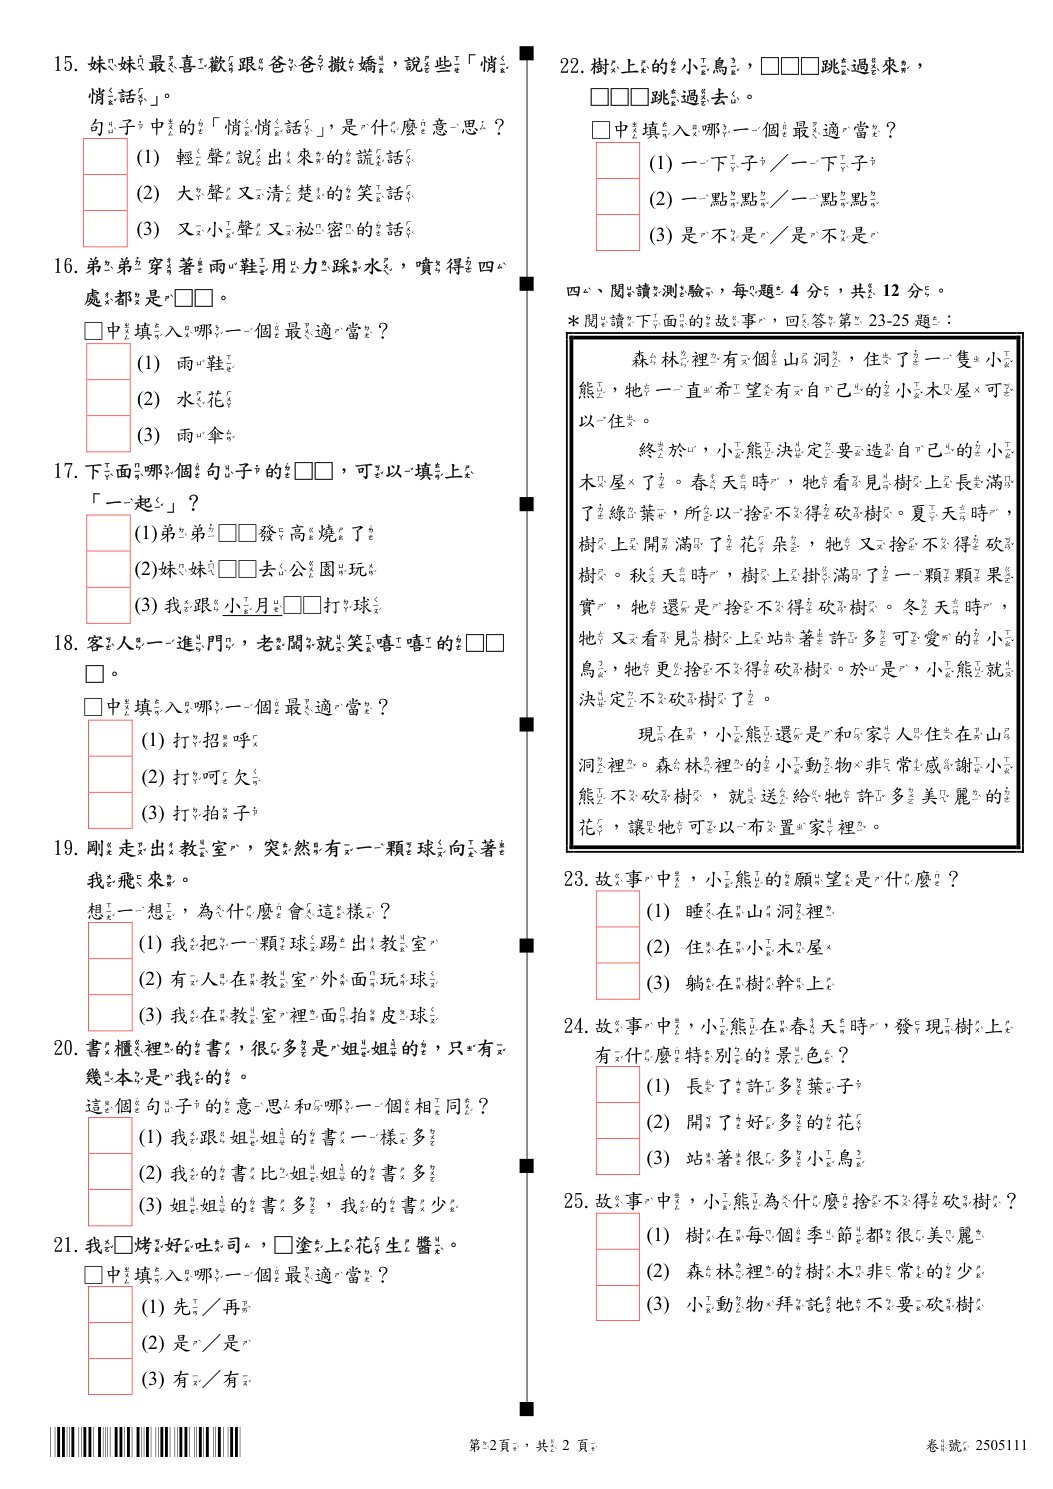 15. 妹妹最喜歡跟爸爸撒嬌，說些「悄
悄話」。
句子中的「悄悄話」，是什麼意思？
(1) 輕聲說出來的謊話
(2) 大聲又清楚的笑話
(3) 又小聲又祕密的話
16. 弟弟穿著雨鞋用力踩水，噴得四
處都是□□。
□中填入哪一個最適當？
(1) 雨鞋
(2) 水花
(3) 雨傘
17. 下面哪個句子的□□，可以填上
「一起」？
(1)弟弟□□發高燒了
(2)妹妹□□去公園玩
(3) 我跟小月□□打球
18. 客人一進門，老闆就笑嘻嘻的□□
□。
□中填入哪一個最適當？
(1) 打招呼
(2) 打呵欠
(3) 打拍子
19. 剛走出教室，突然有一顆球向著
我飛來。
想一想，為什麼會這樣？
(1) 我把一顆球踢出教室
(2) 有人在教室外面玩球
(3) 我在教室裡面拍皮球
20. 書櫃裡的書，很多是姐姐的，只有
幾本是我的。
這個句子的意思和哪一個相同？
(1) 我跟姐姐的書一樣多
(2) 我的書比姐姐的書多
(3) 姐姐的書多，我的書少
21. 我□烤好吐司，□塗上花生醬。
□中填入哪一個最適當？
(1) 先／再
(2) 是／是
(3) 有／有
22. 樹上的小鳥，□□□跳過來，
□□□跳過去。
□中填入哪一個最適當？
(1) 一下子／一下子
(2) 一點點／一點點
(3) 是不是／是不是
四、閱讀測驗，每題 4 分，共 12 分。
＊閱讀下面的故事，回答第 23-25 題：
森林裡有個山洞，住了一隻小
熊，牠一直希望有自己的小木屋可
以住。
終於，小熊決定要造自己的小
木屋了。春天時，牠看見樹上長滿
了綠葉，所以捨不得砍樹。夏天時，
樹上開滿了花朵，牠又捨不得砍
樹。秋天時，樹上掛滿了一顆顆果
實，牠還是捨不得砍樹。冬天時，
牠又看見樹上站著許多可愛的小
鳥，牠更捨不得砍樹。於是，小熊就
決定不砍樹了。
現在，小熊還是和家人住在山
洞裡。森林裡的小動物非常感謝小
熊不砍樹，就送給牠許多美麗的
花，讓牠可以布置家裡。
23. 故事中，小熊的願望是什麼？
(1) 睡在山洞裡
(2) 住在小木屋
(3) 躺在樹幹上
24. 故事中，小熊在春天時，發現樹上
有什麼特別的景色？
(1) 長了許多葉子
(2) 開了好多的花
(3) 站著很多小鳥
25. 故事中，小熊為什麼捨不得砍樹？
(1) 樹在每個季節都很美麗
(2) 森林裡的樹木非常的少
(3) 小動物拜託牠不要砍樹
第2頁，共 2 頁
卷號 2505111